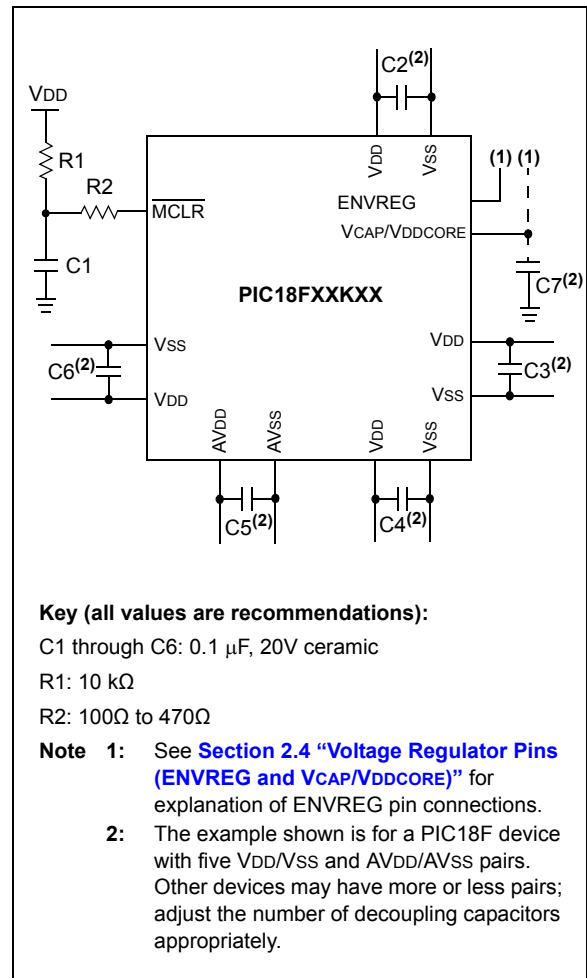 C2(2)
VDD
R1
R2
C1
MCLR
VDD
VSS
(1) (1)
ENVREG
VCAP/VDDCORE
C7(2)
PIC18FXXKXX
VSS
C6(2)
VDD
VDD
C3(2)
VSS
AVDD
AVSS
VDD
VSS
C5(2)
C4(2)
Key (all values are recommendations):
C1 through C6: 0.1 μF, 20V ceramic
R1: 10 kΩ
R2: 100Ω to 470Ω
Note 1: See Section 2.4 “Voltage Regulator Pins
(ENVREG and VCAP/VDDCORE)” for
explanation of ENVREG pin connections.
2: The example shown is for a PIC18F device
with five VDD/VSS and AVDD/AVSS pairs.
Other devices may have more or less pairs;
adjust the number of decoupling capacitors
appropriately.